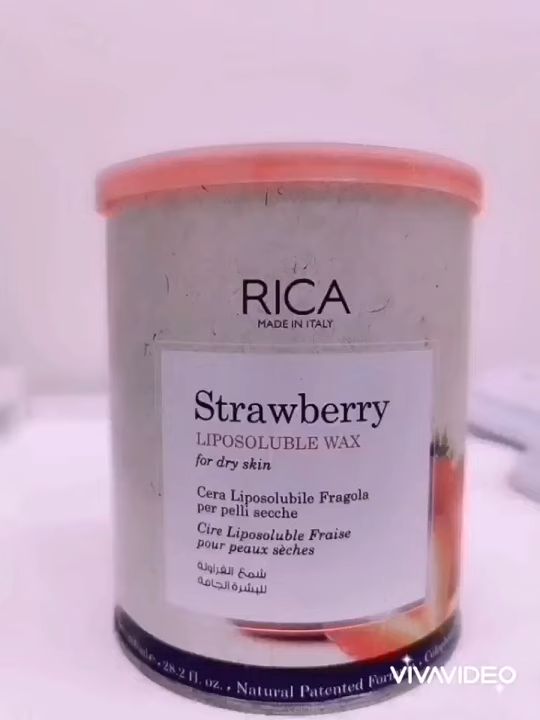 RICA
MADE IN ITALY
Strawberry
LIPOSOLUBLE WAX
for dry skin
Cera Liposolubile Fragola
per pelli secche
Cire Liposoluble Fraise
pour peaux sèches
شمع الفراولة
للبشرة الجافة
28.2 fl. oz. • Natural Patented
VIVAVIDEO